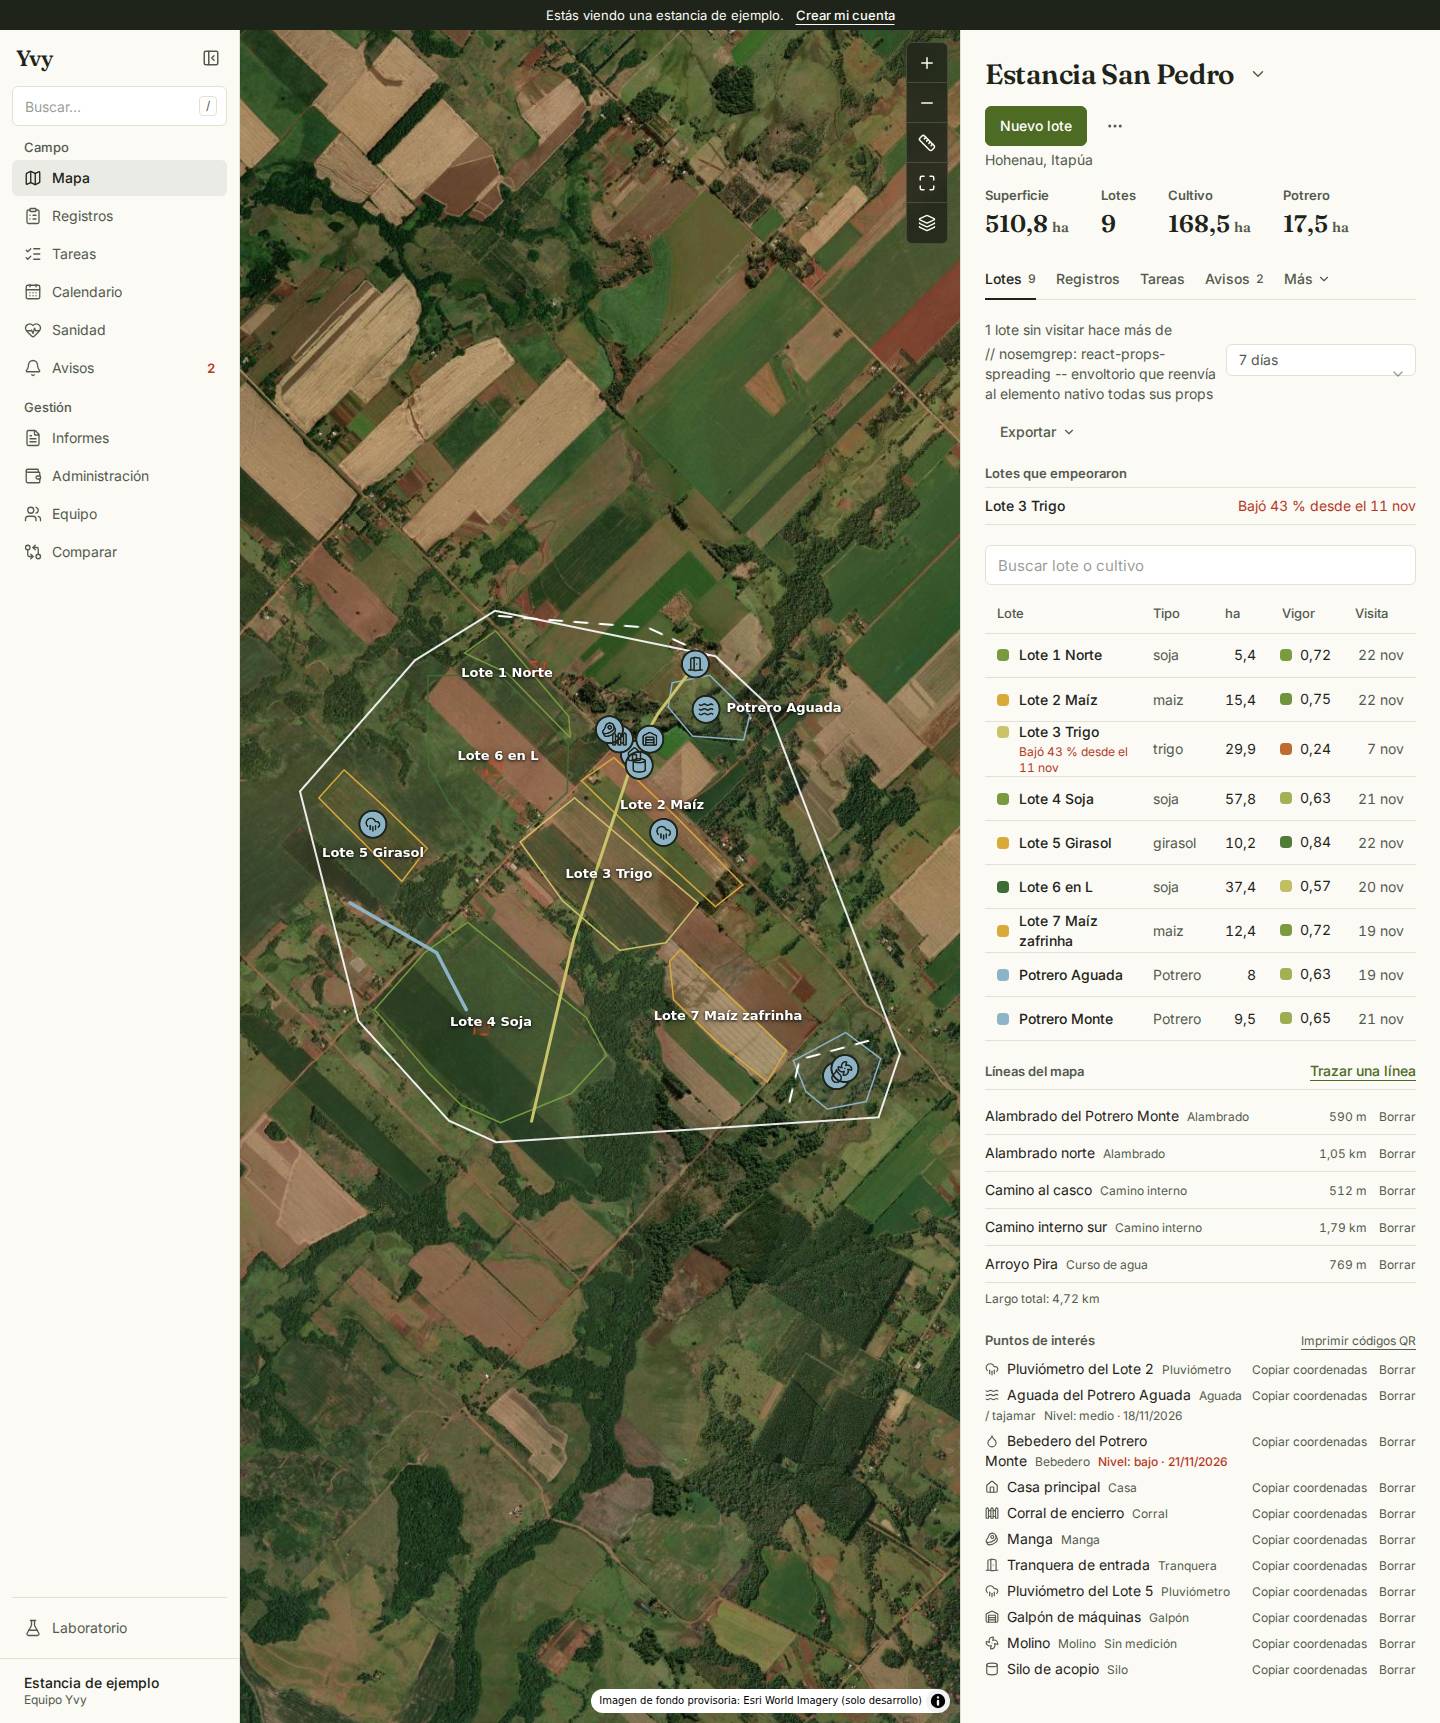 Estás viendo una estancia de ejemplo. Crear mi cuenta
Yvy
Buscar... /
Campo
Mapa
Registros
Tareas
Calendario
Sanidad
Avisos 2
Gestión
Informes
Administración
Equipo
Comparar
Laboratorio
Estancia de ejemplo
Equipo Yvy
Lote 1 Norte
Potrero Aguada
Lote 6 en L
Lote 2 Maíz
Lote 5 Girasol
Lote 3 Trigo
Lote 7 Maíz zafrinha
Lote 4 Soja
Imagen de fondo provisoria: Esri World Imagery (solo desarrollo)
Estancia San Pedro
Nuevo lote
Hohenau, Itapúa
Superficie Lotes Cultivo Potrero
510,8 ha 9 168,5 ha 17,5 ha
Lotes 9 Registros Tareas Avisos 2 Más
1 lote sin visitar hace más de
// nosemgrep: react-props-
spreading -- envoltorio que reenvía
al elemento nativo todas sus props
7 días
Exportar
Lotes que empeoraron
Lote 3 Trigo Bajó 43 % desde el 11 nov
Buscar lote o cultivo
Lote Tipo ha Vigor Visita
Lote 1 Norte soja 5,4 0,72 22 nov
Lote 2 Maíz maiz 15,4 0,75 22 nov
Lote 3 Trigo trigo 29,9 0,24 7 nov
Bajó 43 % desde el
11 nov
Lote 4 Soja soja 57,8 0,63 21 nov
Lote 5 Girasol girasol 10,2 0,84 22 nov
Lote 6 en L soja 37,4 0,57 20 nov
Lote 7 Maíz
zafrinha maiz 12,4 0,72 19 nov
Potrero Aguada Potrero 8 0,63 19 nov
Potrero Monte Potrero 9,5 0,65 21 nov
Líneas del mapa Trazar una línea
Alambrado del Potrero Monte Alambrado 590 m Borrar
Alambrado norte Alambrado 1,05 km Borrar
Camino al casco Camino interno 512 m Borrar
Camino interno sur Camino interno 1,79 km Borrar
Arroyo Pira Curso de agua 769 m Borrar
Largo total: 4,72 km
Puntos de interés Imprimir códigos QR
Pluviómetro del Lote 2 Pluviómetro Copiar coordenadas Borrar
Aguada del Potrero Aguada Aguada Copiar coordenadas Borrar
/ tajamar Nivel: medio · 18/11/2026
Bebedero del Potrero Copiar coordenadas Borrar
Monte Bebedero Nivel: bajo · 21/11/2026
Casa principal Casa Copiar coordenadas Borrar
Corral de encierro Corral Copiar coordenadas Borrar
Manga Manga Copiar coordenadas Borrar
Tranquera de entrada Tranquera Copiar coordenadas Borrar
Pluviómetro del Lote 5 Pluviómetro Copiar coordenadas Borrar
Galpón de máquinas Galpón Copiar coordenadas Borrar
Molino Molino Sin medición Copiar coordenadas Borrar
Silo de acopio Silo Copiar coordenadas Borrar